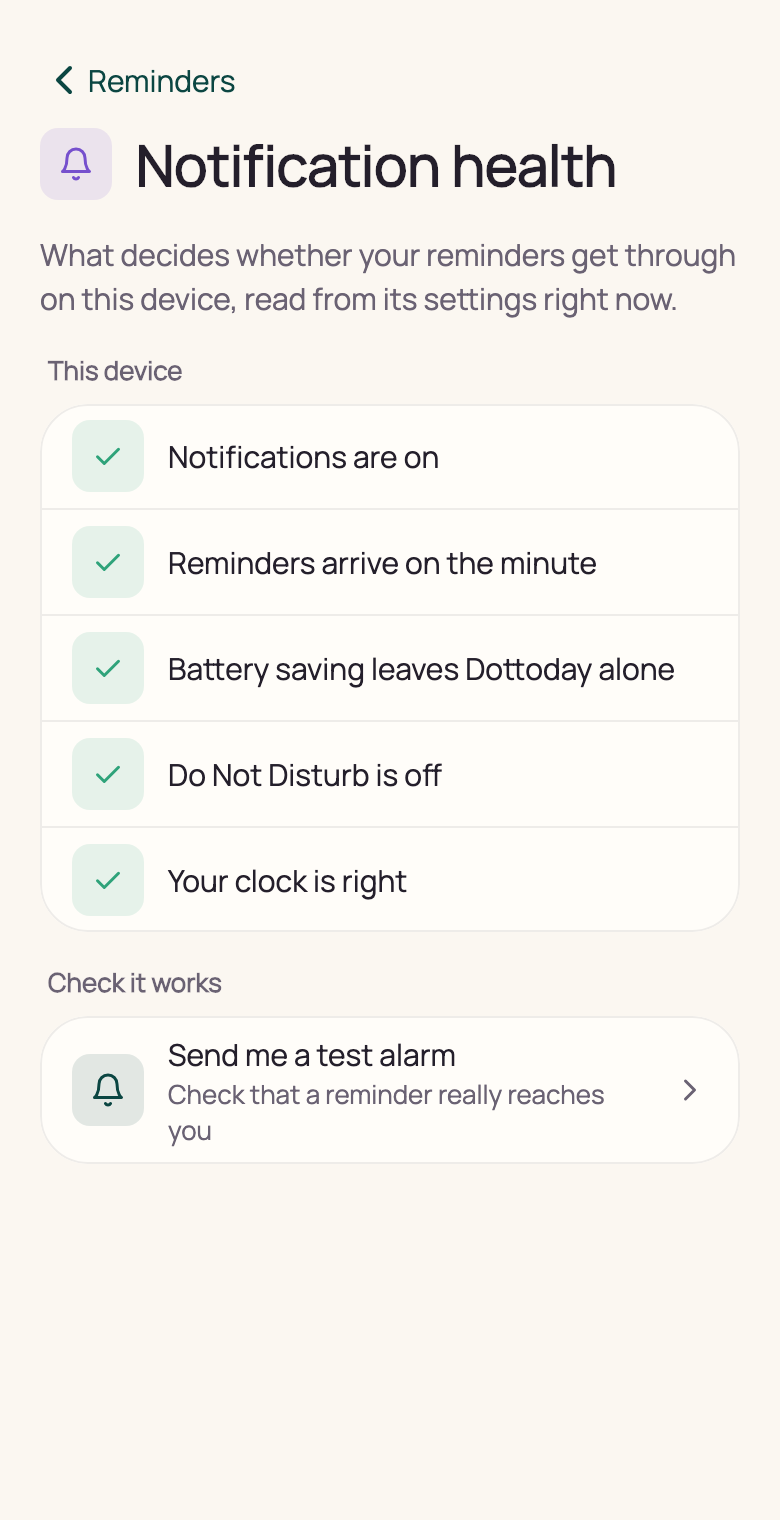 Reminders
Notification health
What decides whether your reminders get through
on this device, read from its settings right now.
This device
Notifications are on
Reminders arrive on the minute
Battery saving leaves Dottoday alone
Do Not Disturb is off
Your clock is right
Check it works
Send me a test alarm
Check that a reminder really reaches
you